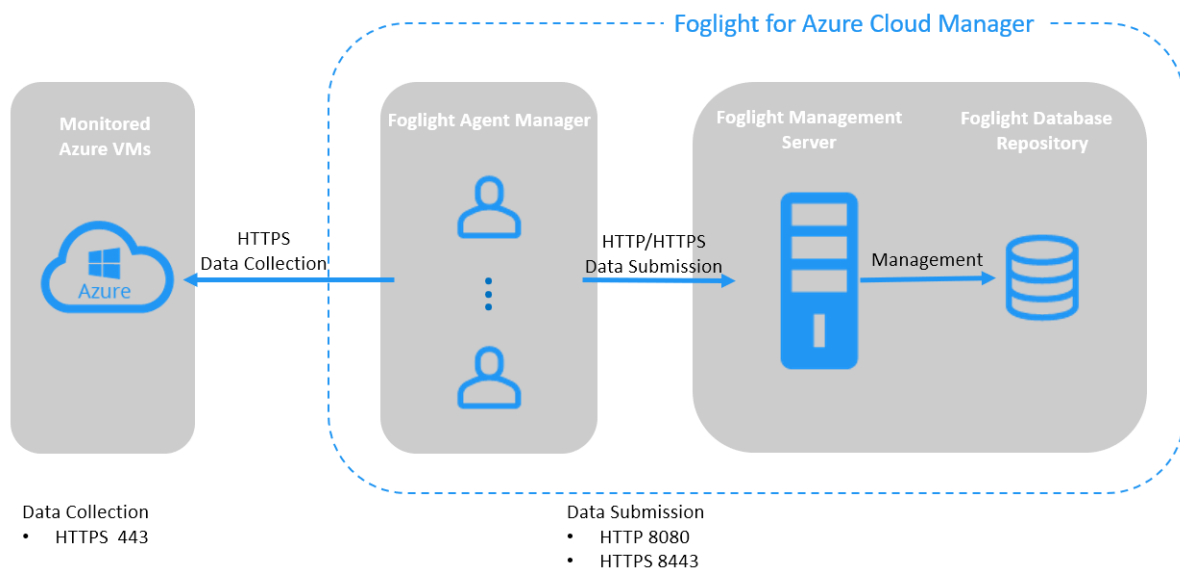 Foglight for Azure Cloud Manager
Monitored
Azure VMs
Foglight Agent Manager
Foglight Management
Server
Foglight Database
Repository
HTTPS
Data Collection
HTTP/HTTPS
Data Submission
Management
Azure
Data Collection
• HTTPS 443
Data Submission
• HTTP 8080
• HTTPS 8443